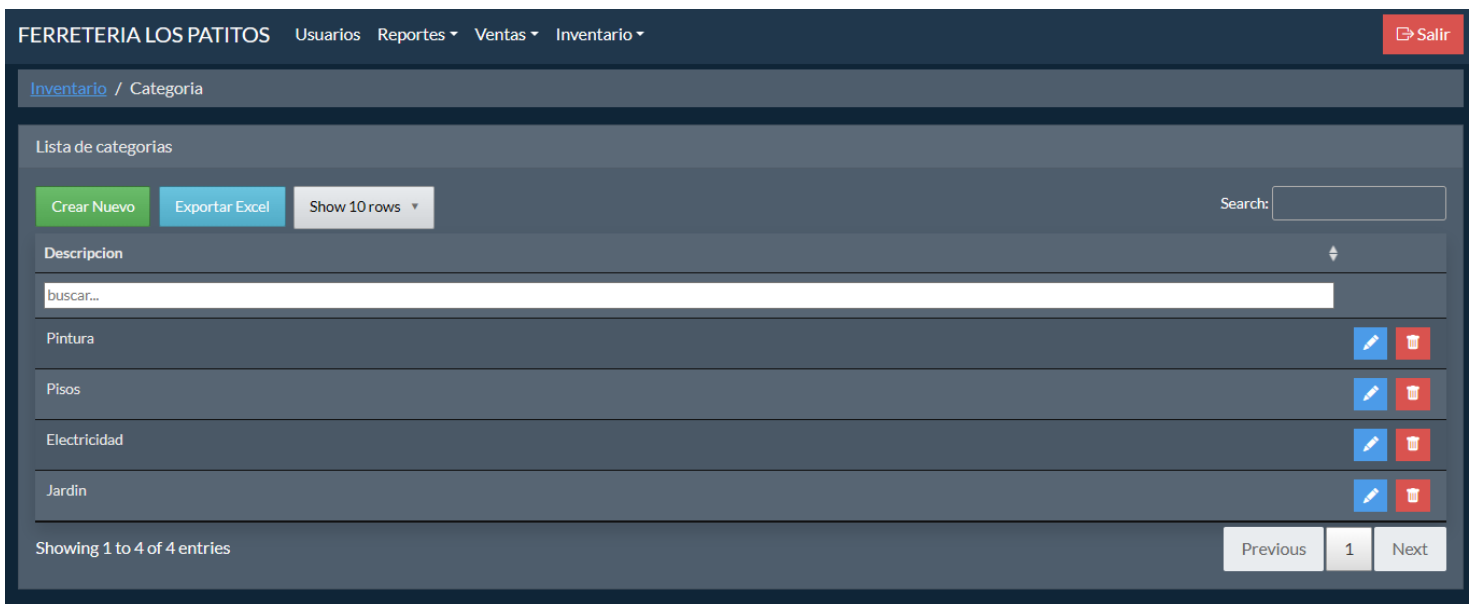 FERRETERIA LOS PATITOS Usuarios Reportes Ventas Inventario Salir
Inventario / Categoria
Lista de categorias
Crear Nuevo Exportar Excel Show 10 rows Search:
Descripcion
buscar...
Pintura
Pisos
Electricidad
Jardin
Showing 1 to 4 of 4 entries Previous 1 Next